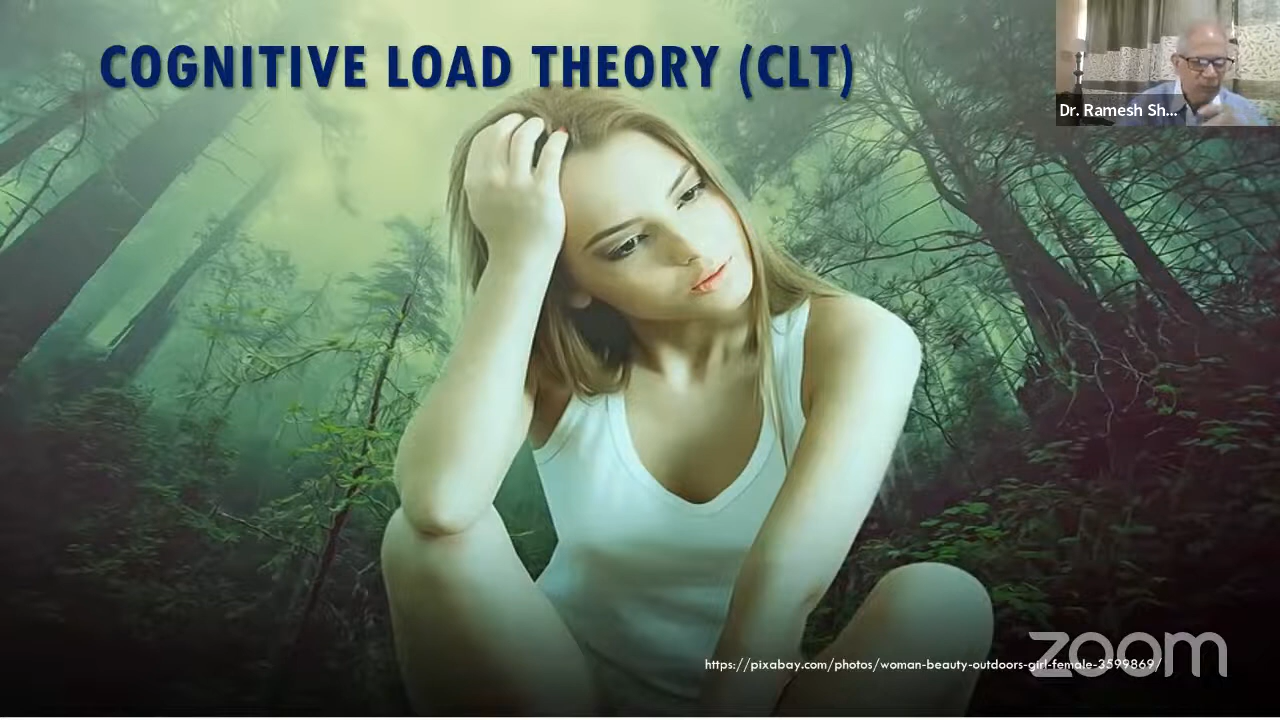 COGNITIVE LOAD THEORY (CLT)
Dr. Ramesh Sh...
https://pixabay.com/photos/woman-beauty-outdoors-girl-female-3599869/
zoom